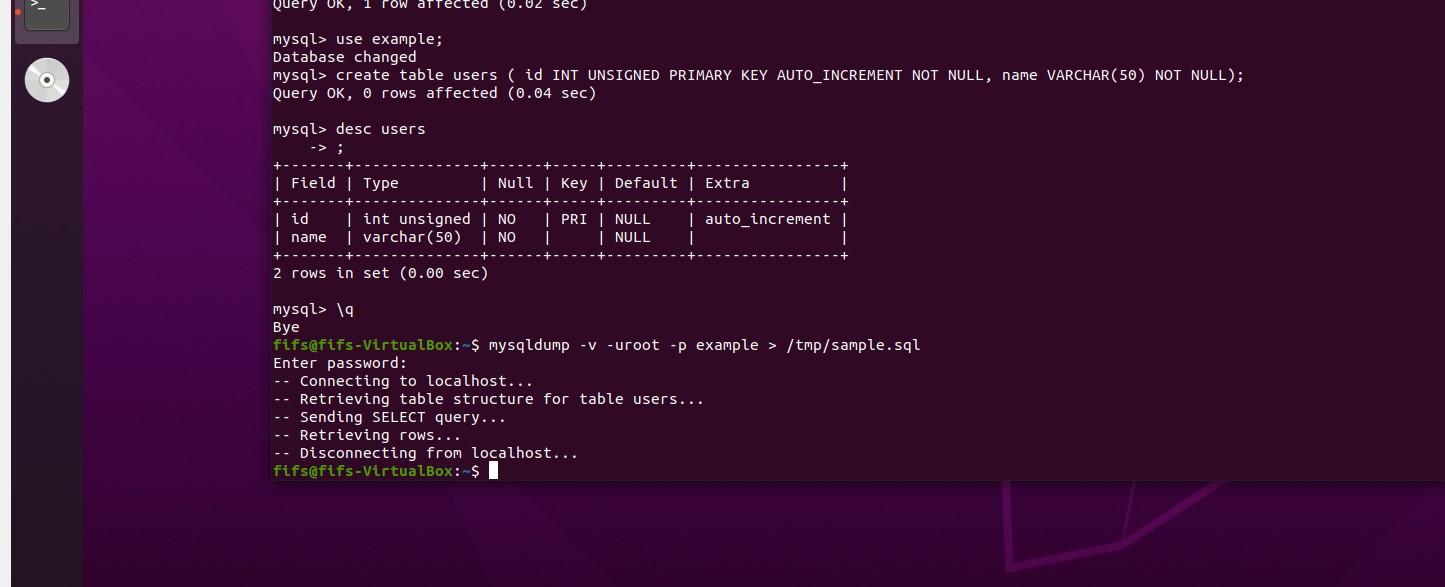 >_
Query OK, 1 row affected (0.02 sec)
mysql> use example;
Database changed
mysql> create table users ( id INT UNSIGNED PRIMARY KEY AUTO_INCREMENT NOT NULL, name VARCHAR(50) NOT NULL);
Query OK, 0 rows affected (0.04 sec)
mysql> desc users
    -> ;
+-------+--------------+------+-----+---------+----------------+
| Field | Type         | Null | Key | Default | Extra          |
+-------+--------------+------+-----+---------+----------------+
| id    | int unsigned | NO   | PRI | NULL    | auto_increment |
| name  | varchar(50)  | NO   |     | NULL    |                |
+-------+--------------+------+-----+---------+----------------+
2 rows in set (0.00 sec)
mysql> \q
Bye
fifs@fifs-VirtualBox:~$ mysqldump -v -uroot -p example > /tmp/sample.sql
Enter password:
-- Connecting to localhost...
-- Retrieving table structure for table users...
-- Sending SELECT query...
-- Retrieving rows...
-- Disconnecting from localhost...
fifs@fifs-VirtualBox:~$